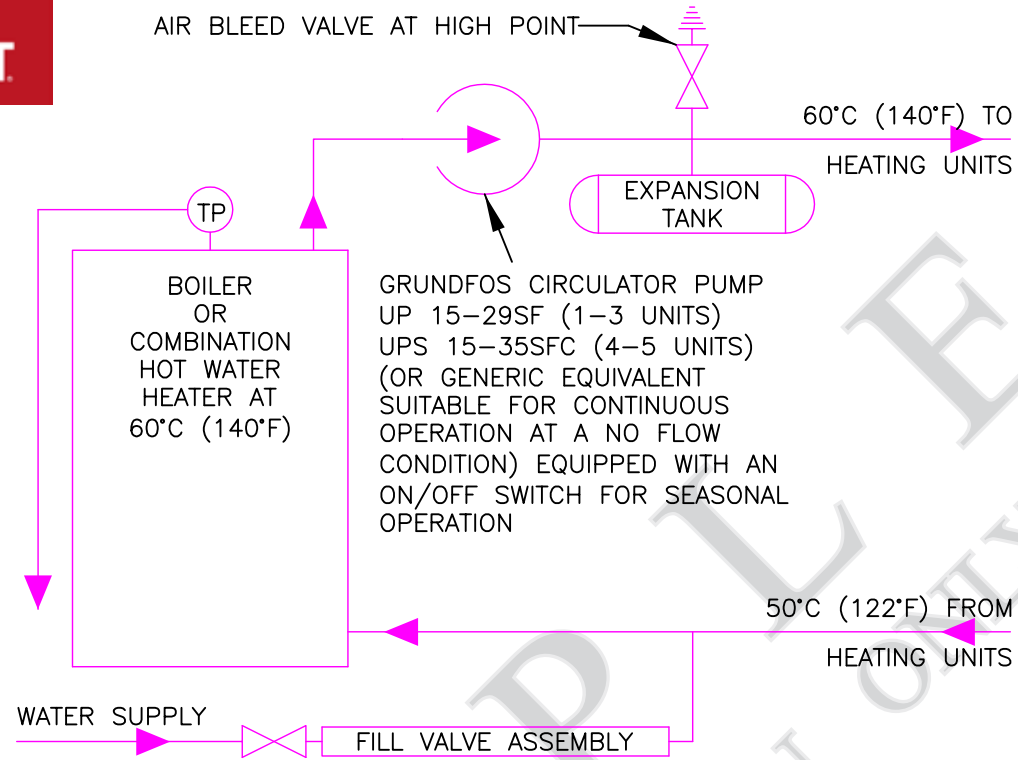 AIR BLEED VALVE AT HIGH POINT
60°C (140°F) TO
HEATING UNITS
EXPANSION
TANK
TP
BOILER
OR
COMBINATION
HOT WATER
HEATER AT
60°C (140°F)
GRUNDFOS CIRCULATOR PUMP
UP 15-29SF (1-3 UNITS)
UPS 15-35SFC (4-5 UNITS)
(OR GENERIC EQUIVALENT
SUITABLE FOR CONTINUOUS
OPERATION AT A NO FLOW
CONDITION) EQUIPPED WITH AN
ON/OFF SWITCH FOR SEASONAL
OPERATION
50°C (122°F) FROM
HEATING UNITS
WATER SUPPLY
FILL VALVE ASSEMBLY
P L E
ONLY